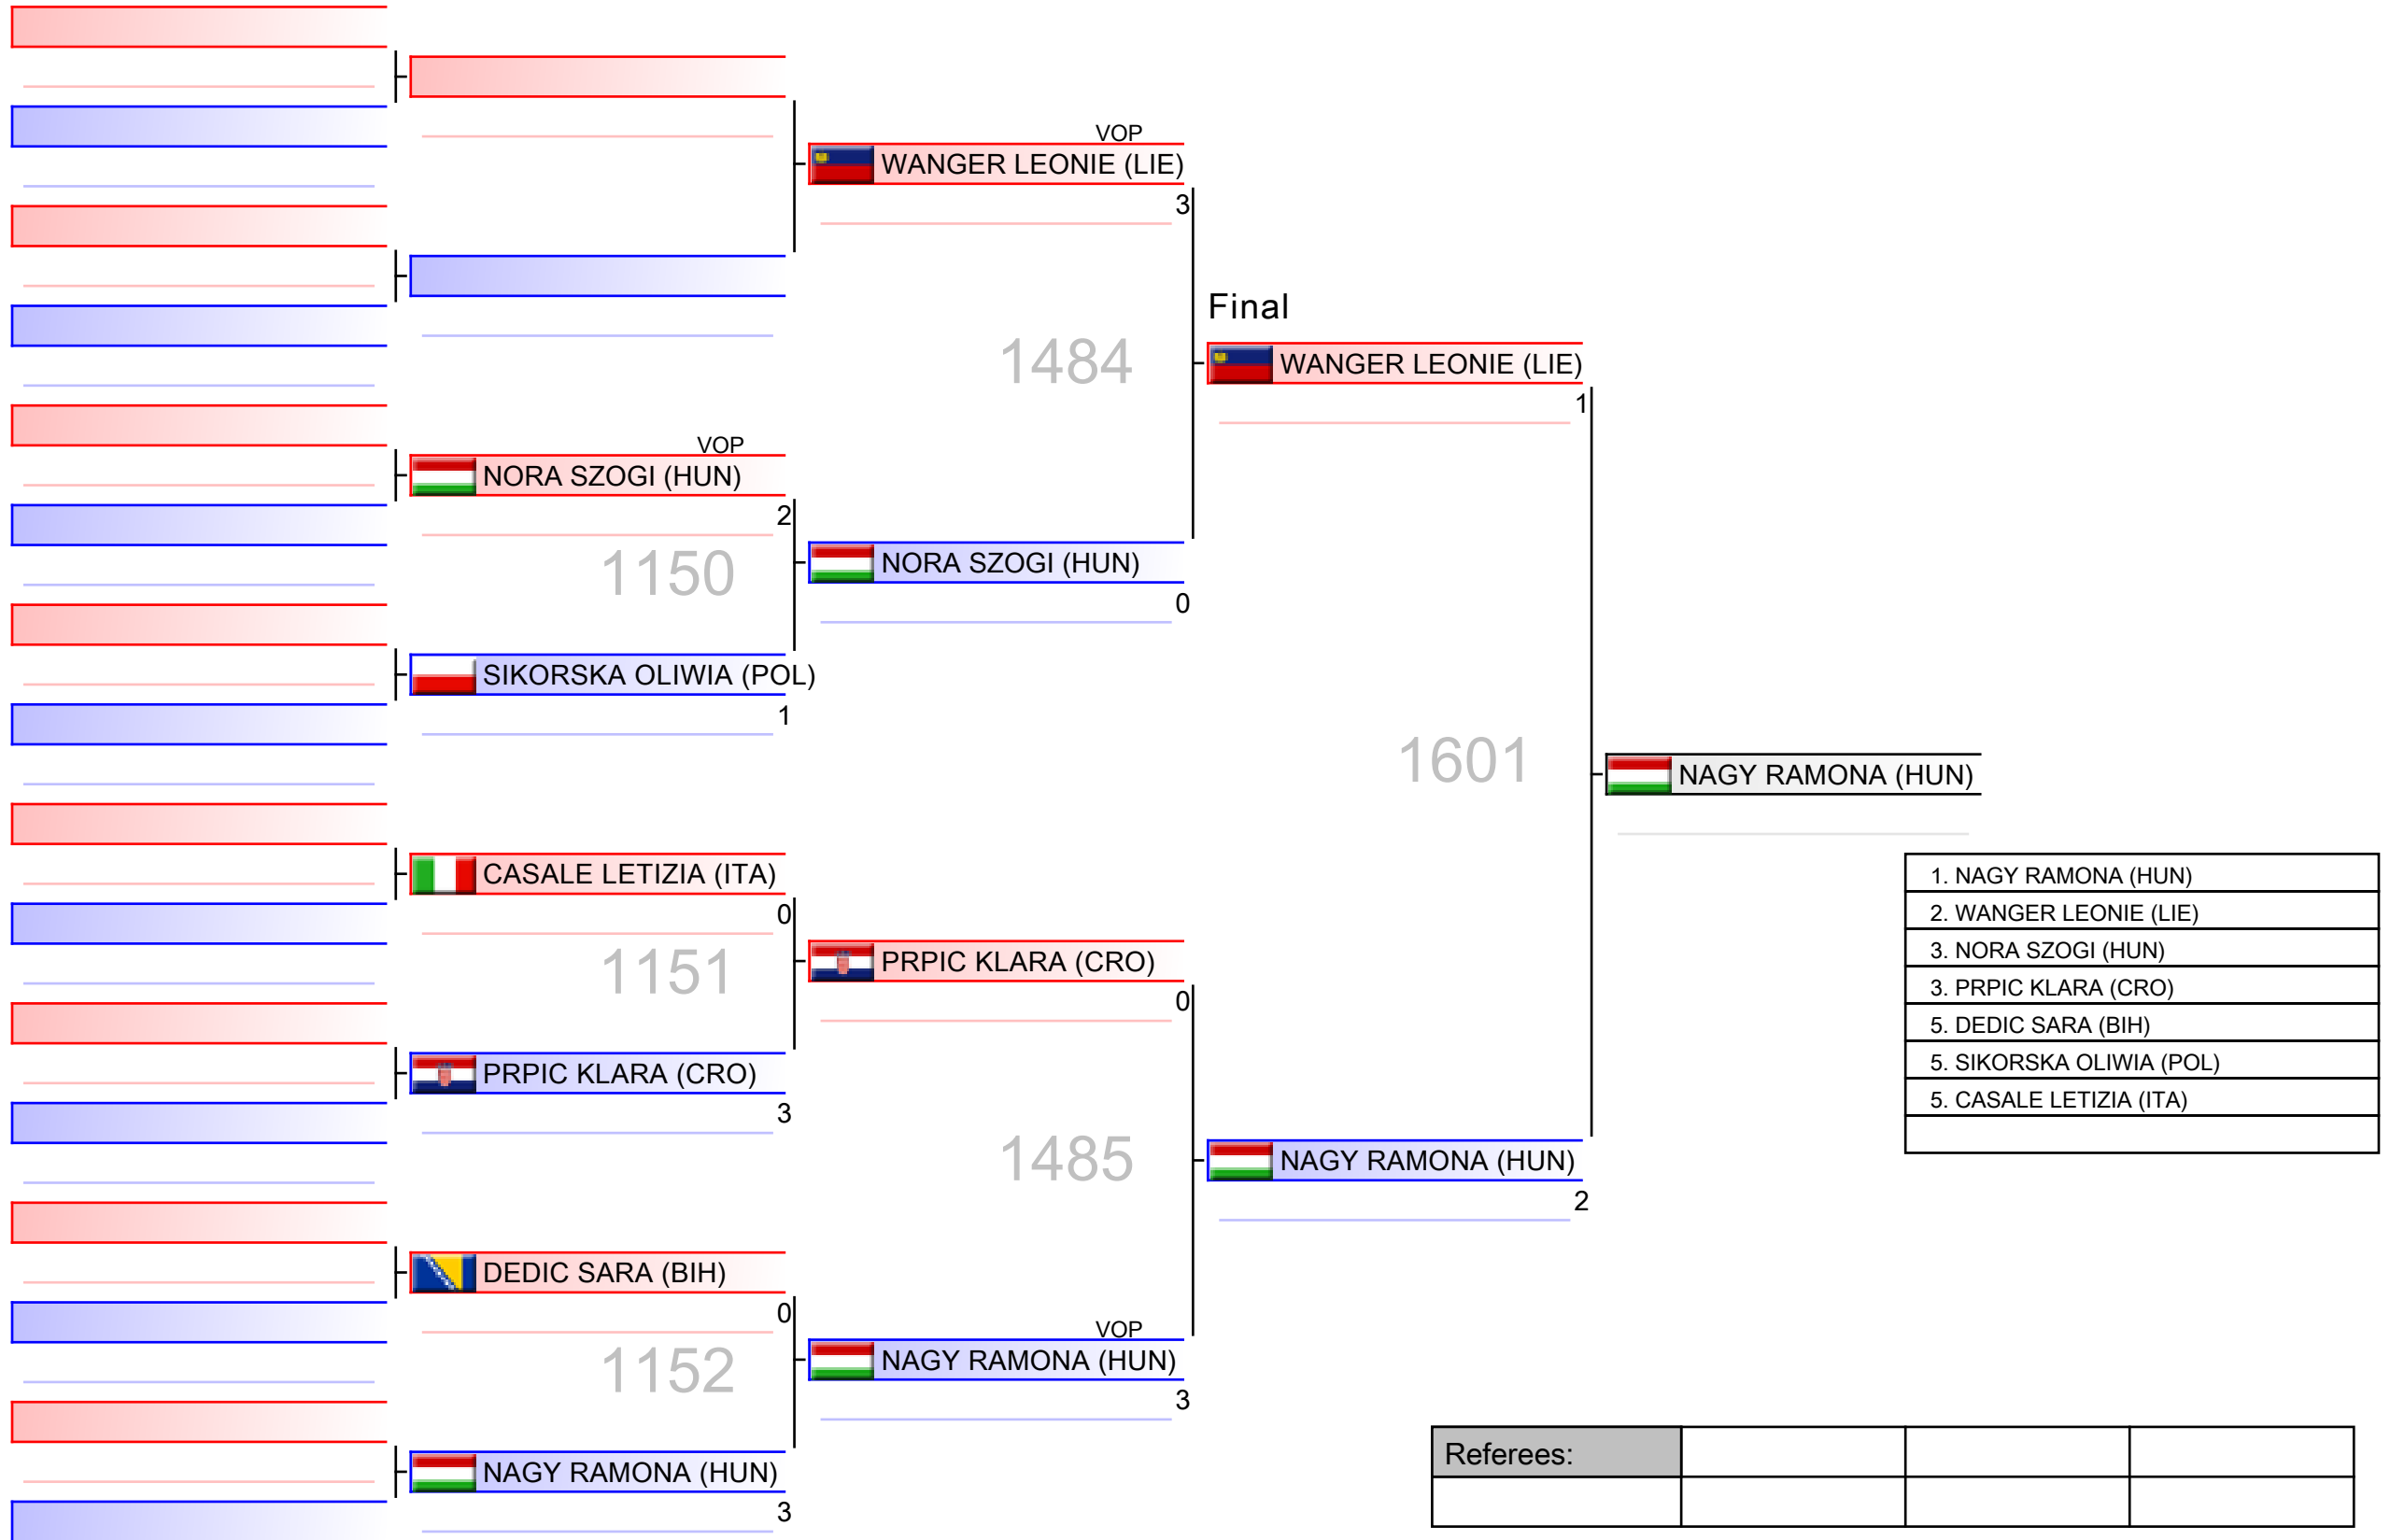 VOP
WANGER LEONIE (LIE)
3
Final
1484
WANGER LEONIE (LIE)
1
VOP
NORA SZOGI (HUN)
2
1150
NORA SZOGI (HUN)
0
SIKORSKA OLIWIA (POL)
1
1601
NAGY RAMONA (HUN)
CASALE LETIZIA (ITA)
0
1151
PRPIC KLARA (CRO)
0
PRPIC KLARA (CRO)
3
1485
NAGY RAMONA (HUN)
2
DEDIC SARA (BIH)
0
1152
VOP
NAGY RAMONA (HUN)
3
NAGY RAMONA (HUN)
3
1. NAGY RAMONA (HUN)
2. WANGER LEONIE (LIE)
3. NORA SZOGI (HUN)
3. PRPIC KLARA (CRO)
5. DEDIC SARA (BIH)
5. SIKORSKA OLIWIA (POL)
5. CASALE LETIZIA (ITA)
Referees: